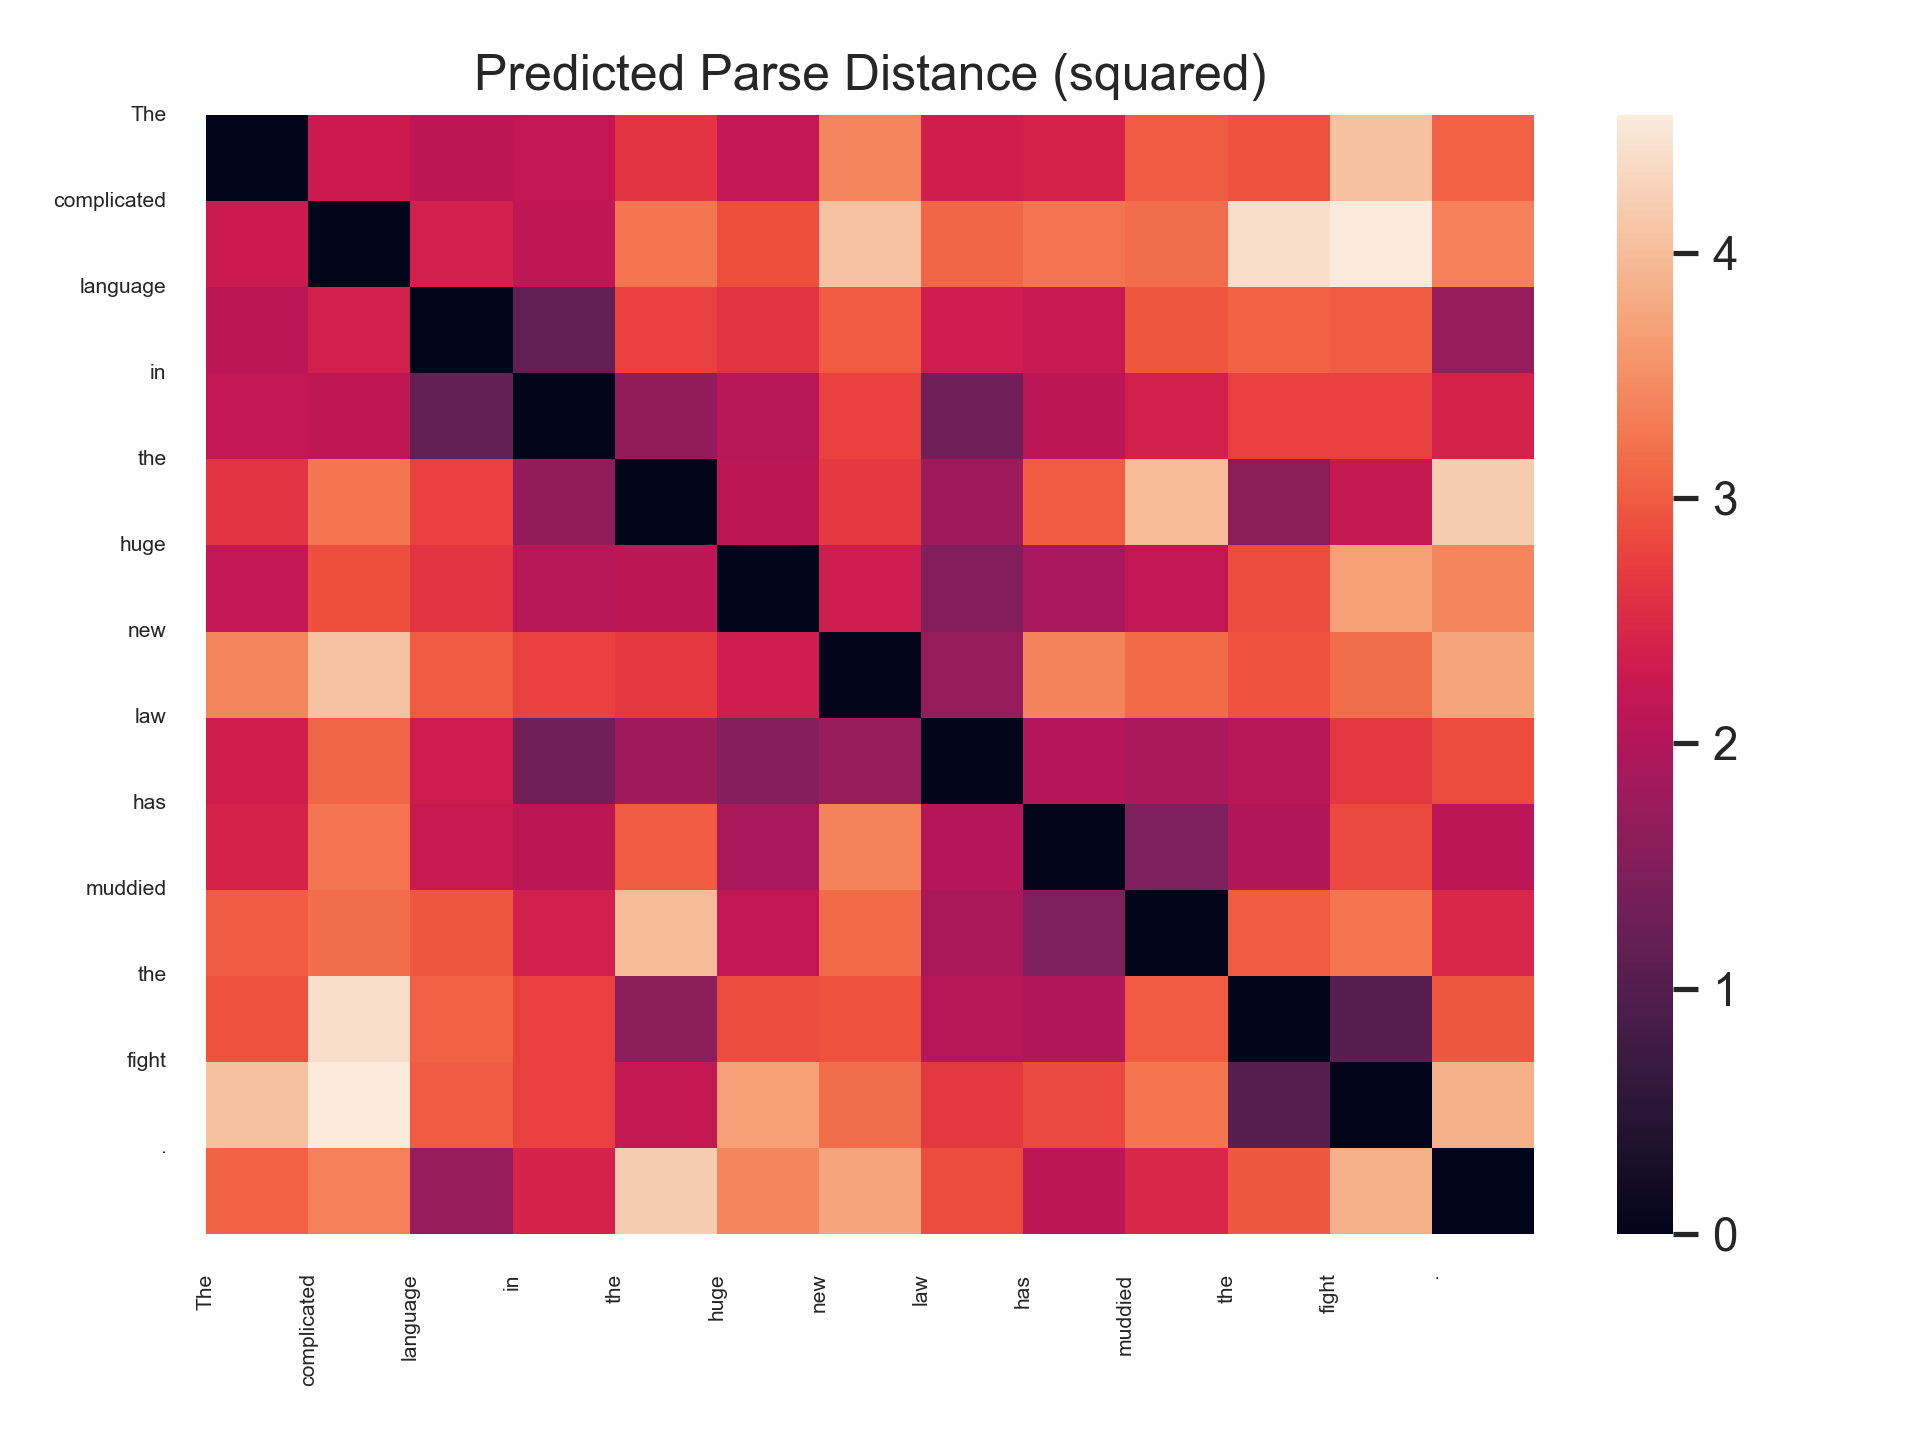 Predicted Parse Distance (squared)
The
complicated
language
in
the
huge
new
law
has
muddied
the
fight
.
The
complicated
language
in
the
huge
new
law
has
muddied
the
fight
.
4
3
2
1
0